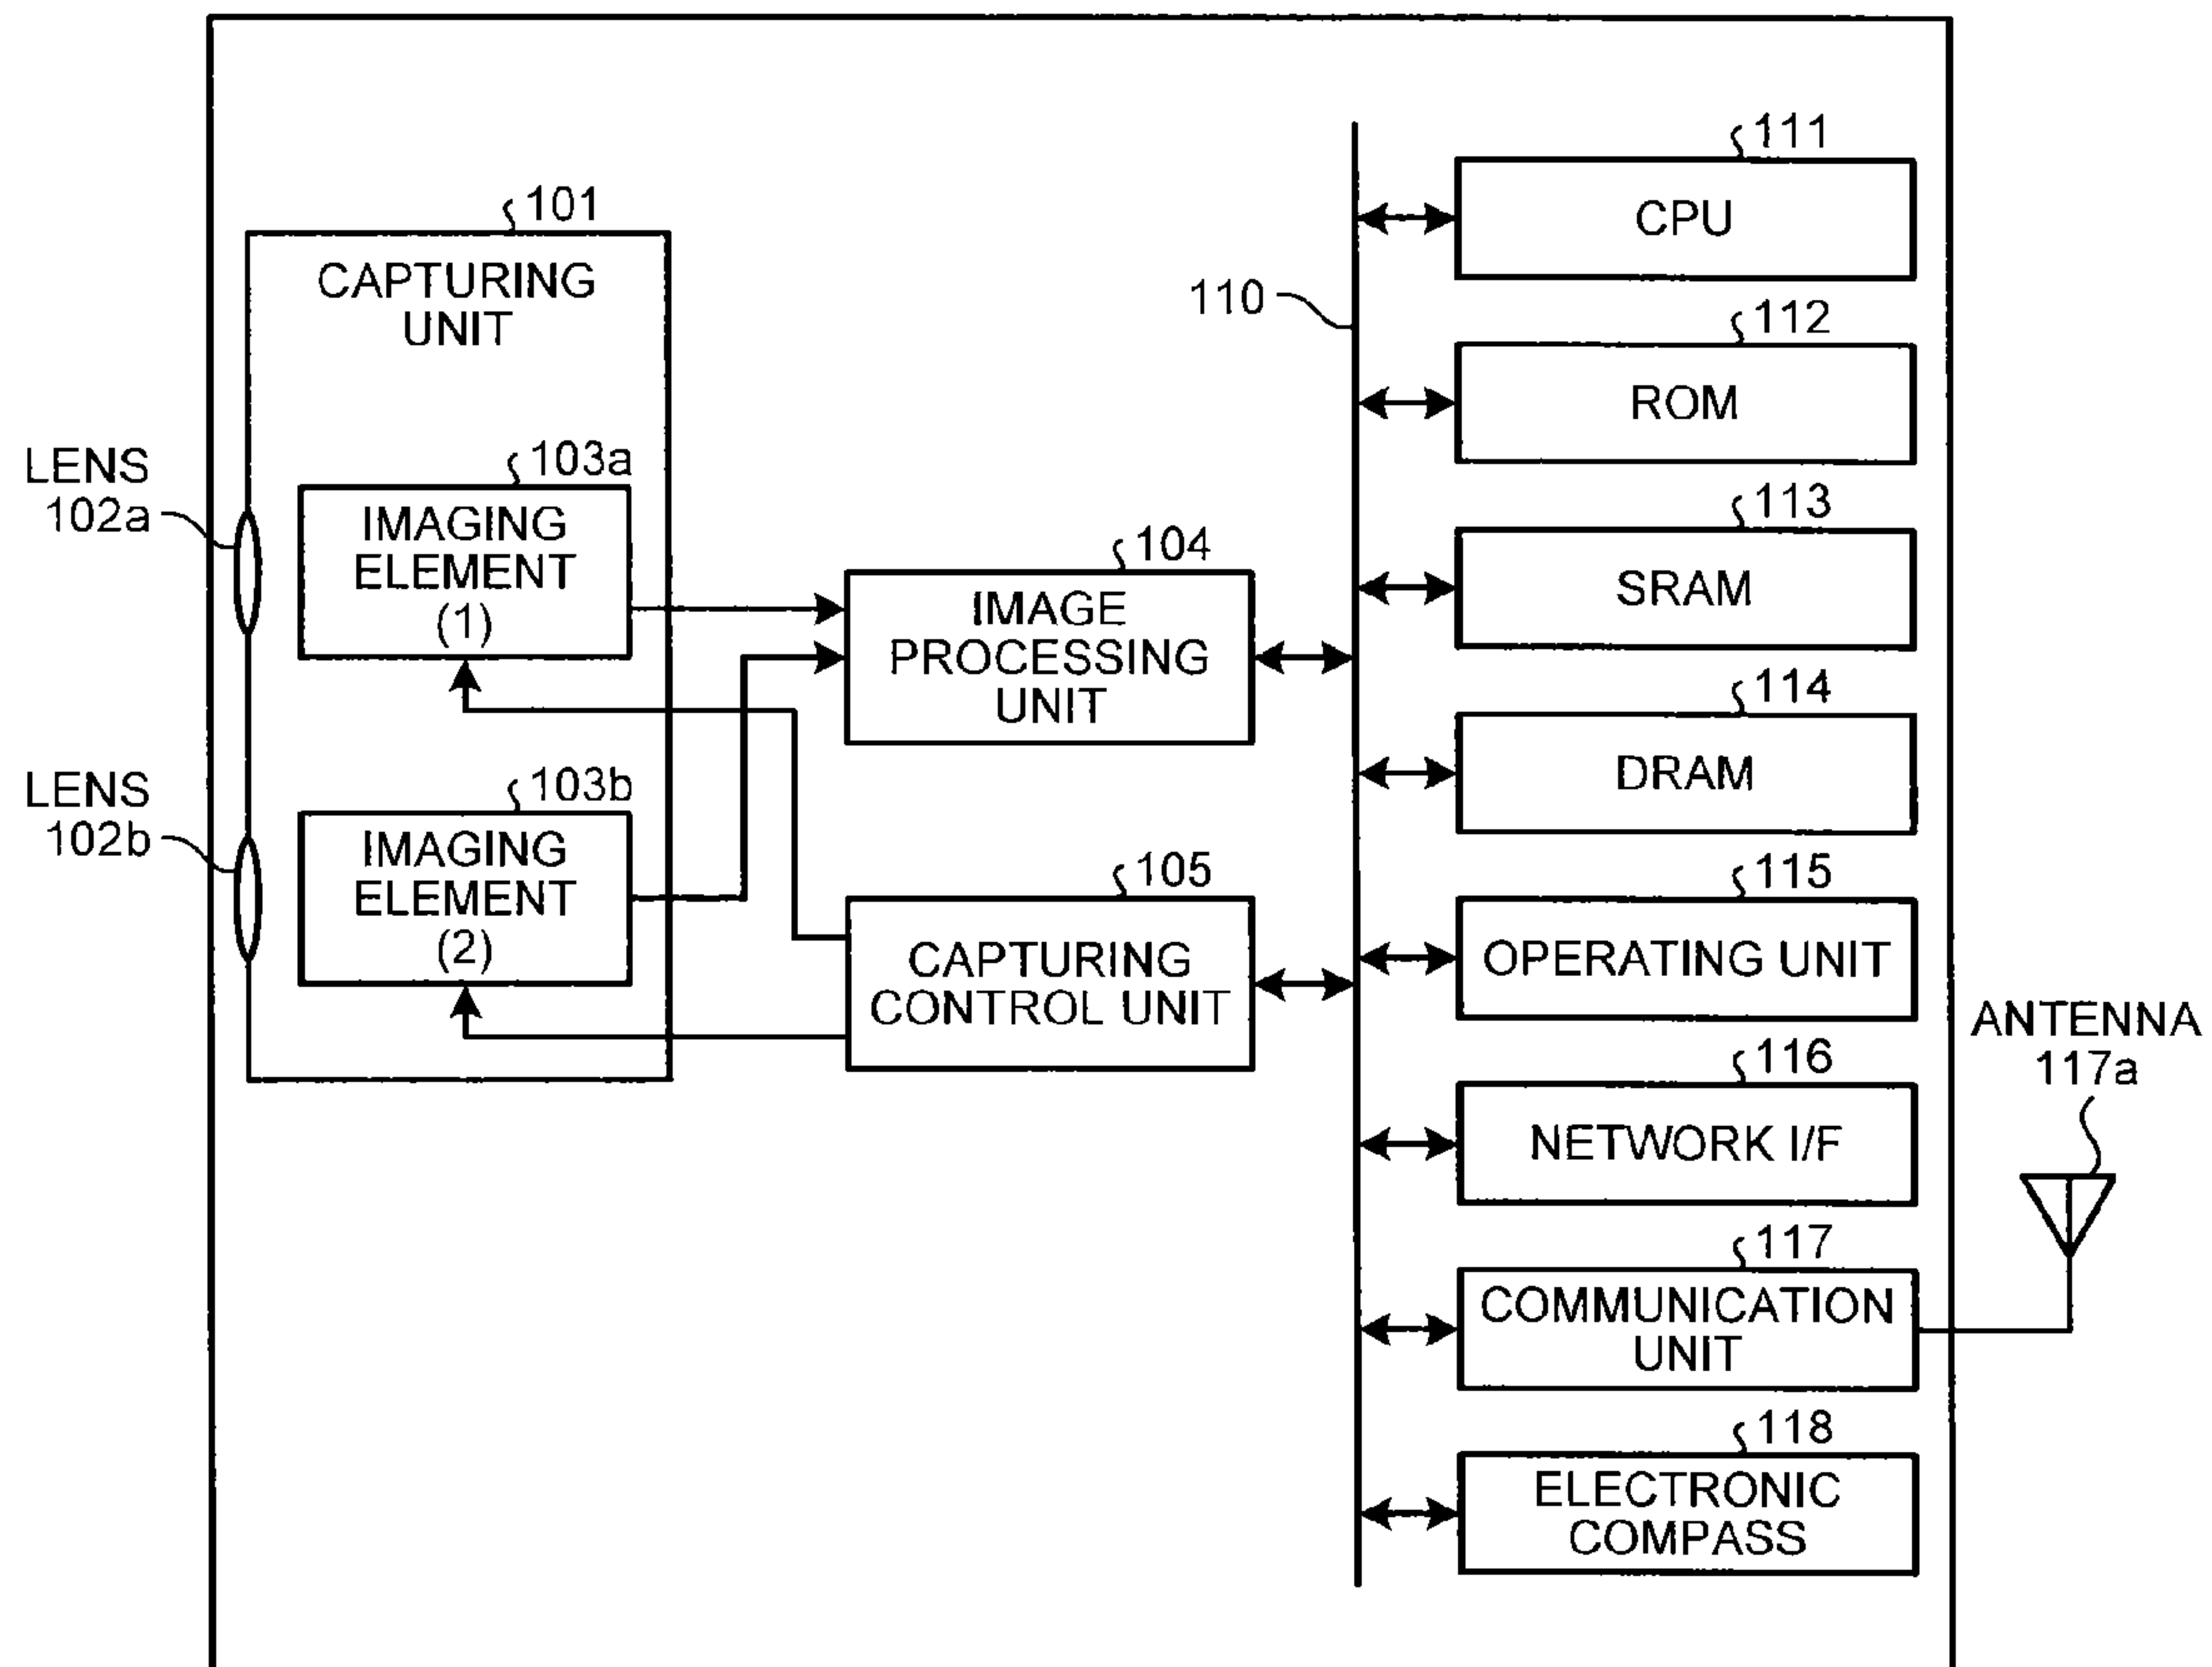 101
CAPTURING
UNIT
LENS
102a
103a
IMAGING
ELEMENT
(1)
LENS
102b
103b
IMAGING
ELEMENT
(2)
104
IMAGE
PROCESSING
UNIT
105
CAPTURING
CONTROL UNIT
110
111
CPU
112
ROM
113
SRAM
114
DRAM
115
OPERATING UNIT
116
NETWORK I/F
117
COMMUNICATION
UNIT
ANTENNA
117a
118
ELECTRONIC
COMPASS